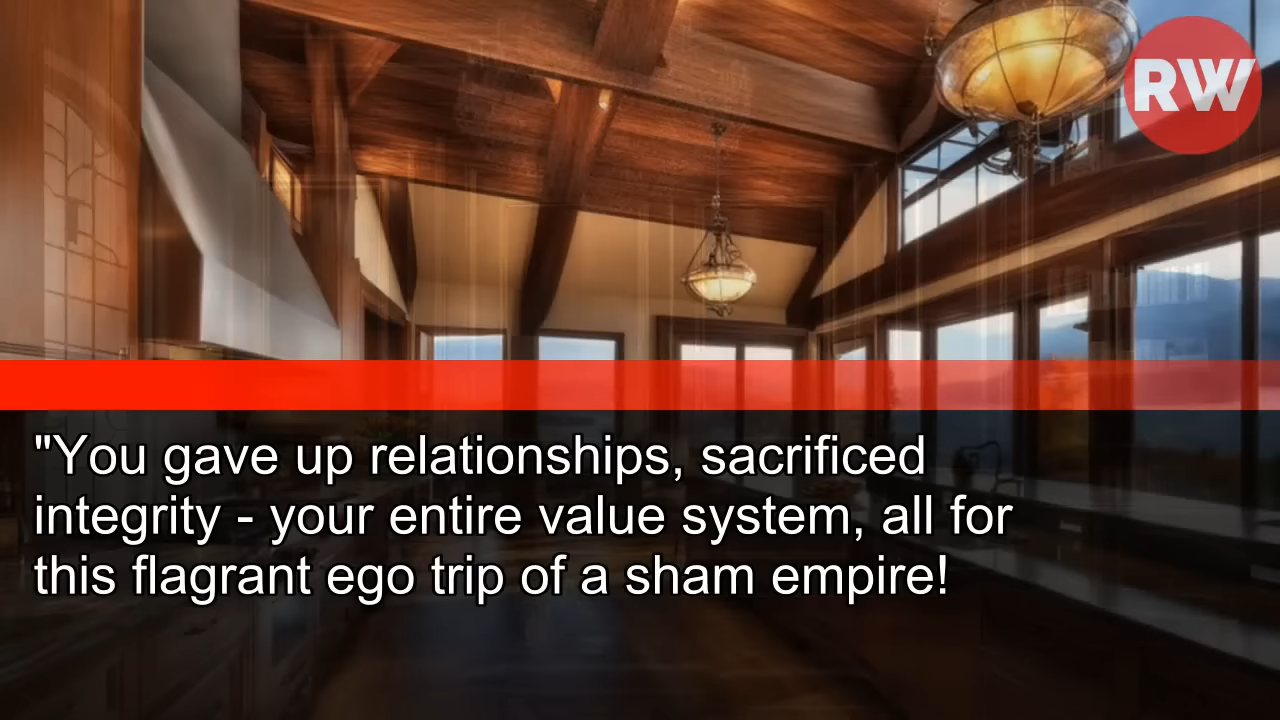 RW
"You gave up relationships, sacrificed
integrity - your entire value system, all for
this flagrant ego trip of a sham empire!